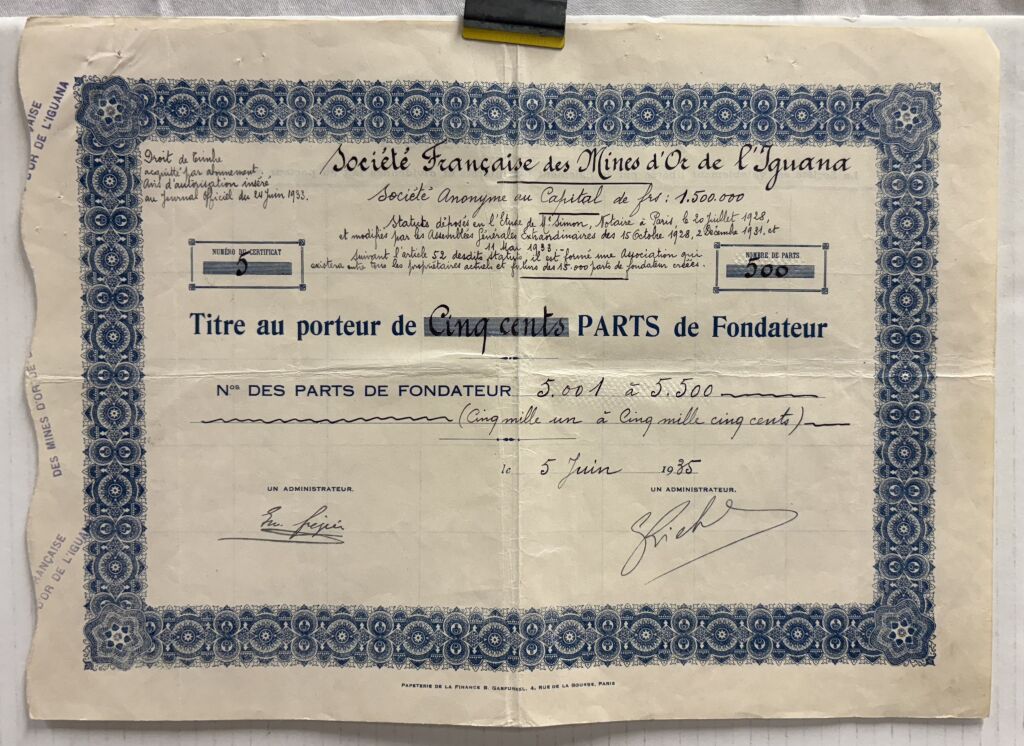 Droit de Timbre
acquitté par abonnement
Avis d'autorisation inséré
au Journal Officiel du 24 Juin 1933.
Société Française des Mines d'Or de l'Iguana
Société Anonyme au Capital de frs: 1.500.000
Statuts déposés en l'Etude de Me Simon, Notaire à Paris, le 20 Juillet 1928,
et modifiés par les Assemblées Générales Extraordinaires des 15 Octobre 1928, 2 Décembre 1931, et
11 Mai 1933.
Suivant l'article 52 desdits statuts, il est formé une Association qui
existera entre tous les propriétaires actuels et futurs des 15.000 parts de fondateur créées.
NUMÉRO DU CERTIFICAT
5
NOMBRE DE PARTS
500
Titre au porteur de Cinq cents PARTS de Fondateur
Nos DES PARTS DE FONDATEUR 5.001 à 5.500
(Cinq mille un à Cinq mille cinq cents)
le 5 Juin 1935
UN ADMINISTRATEUR.
UN ADMINISTRATEUR.
PAPETERIE DE LA FINANCE B. GANFUNKEL, 4, RUE DE LA BOURSE, PARIS
AISE
D'OR DE L'IGUANA
DES MINES D'OR DE
RANÇAISE
D'OR DE L'IGUAN